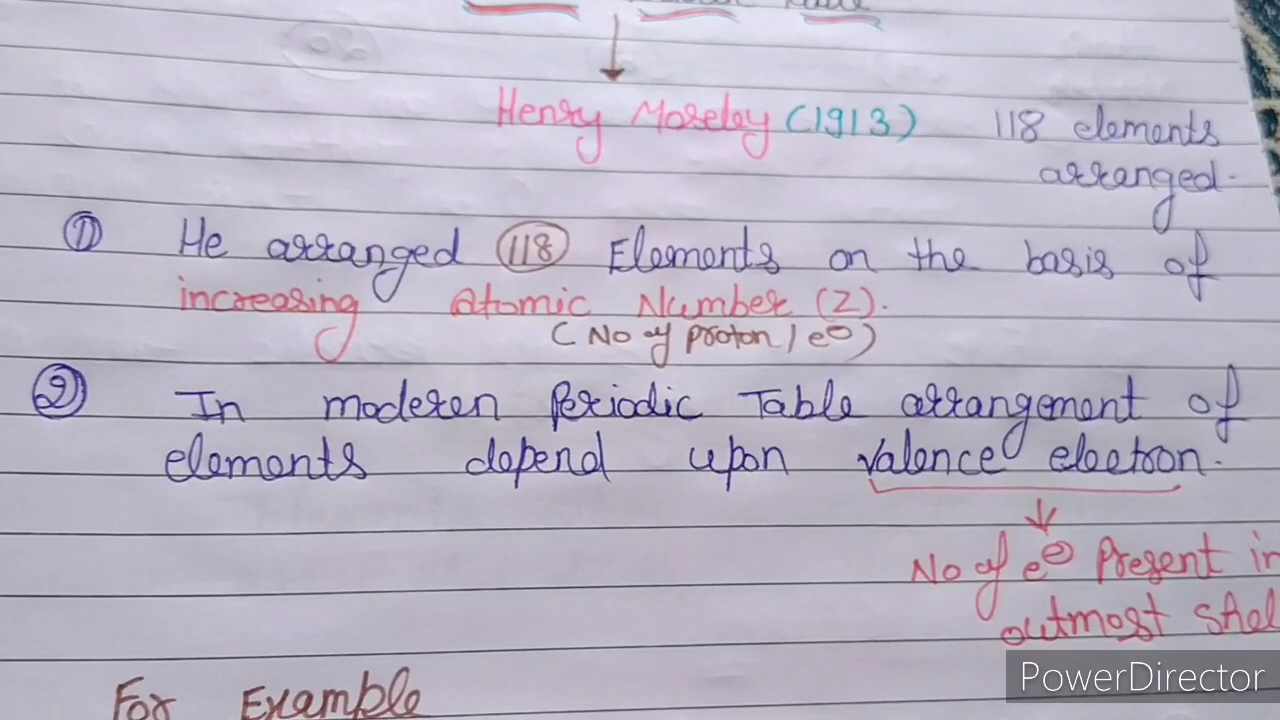 Henry Moseley (1913) 118 elements
arranged.
① He arranged 118 Elements on the basis of
increasing Atomic Number (Z).
(No of proton / e⊖)
② In moderen Periodic Table arrangement of
elements depend upon valence electron.
No of e⊖ Present in
outmost shel
For Example
PowerDirector